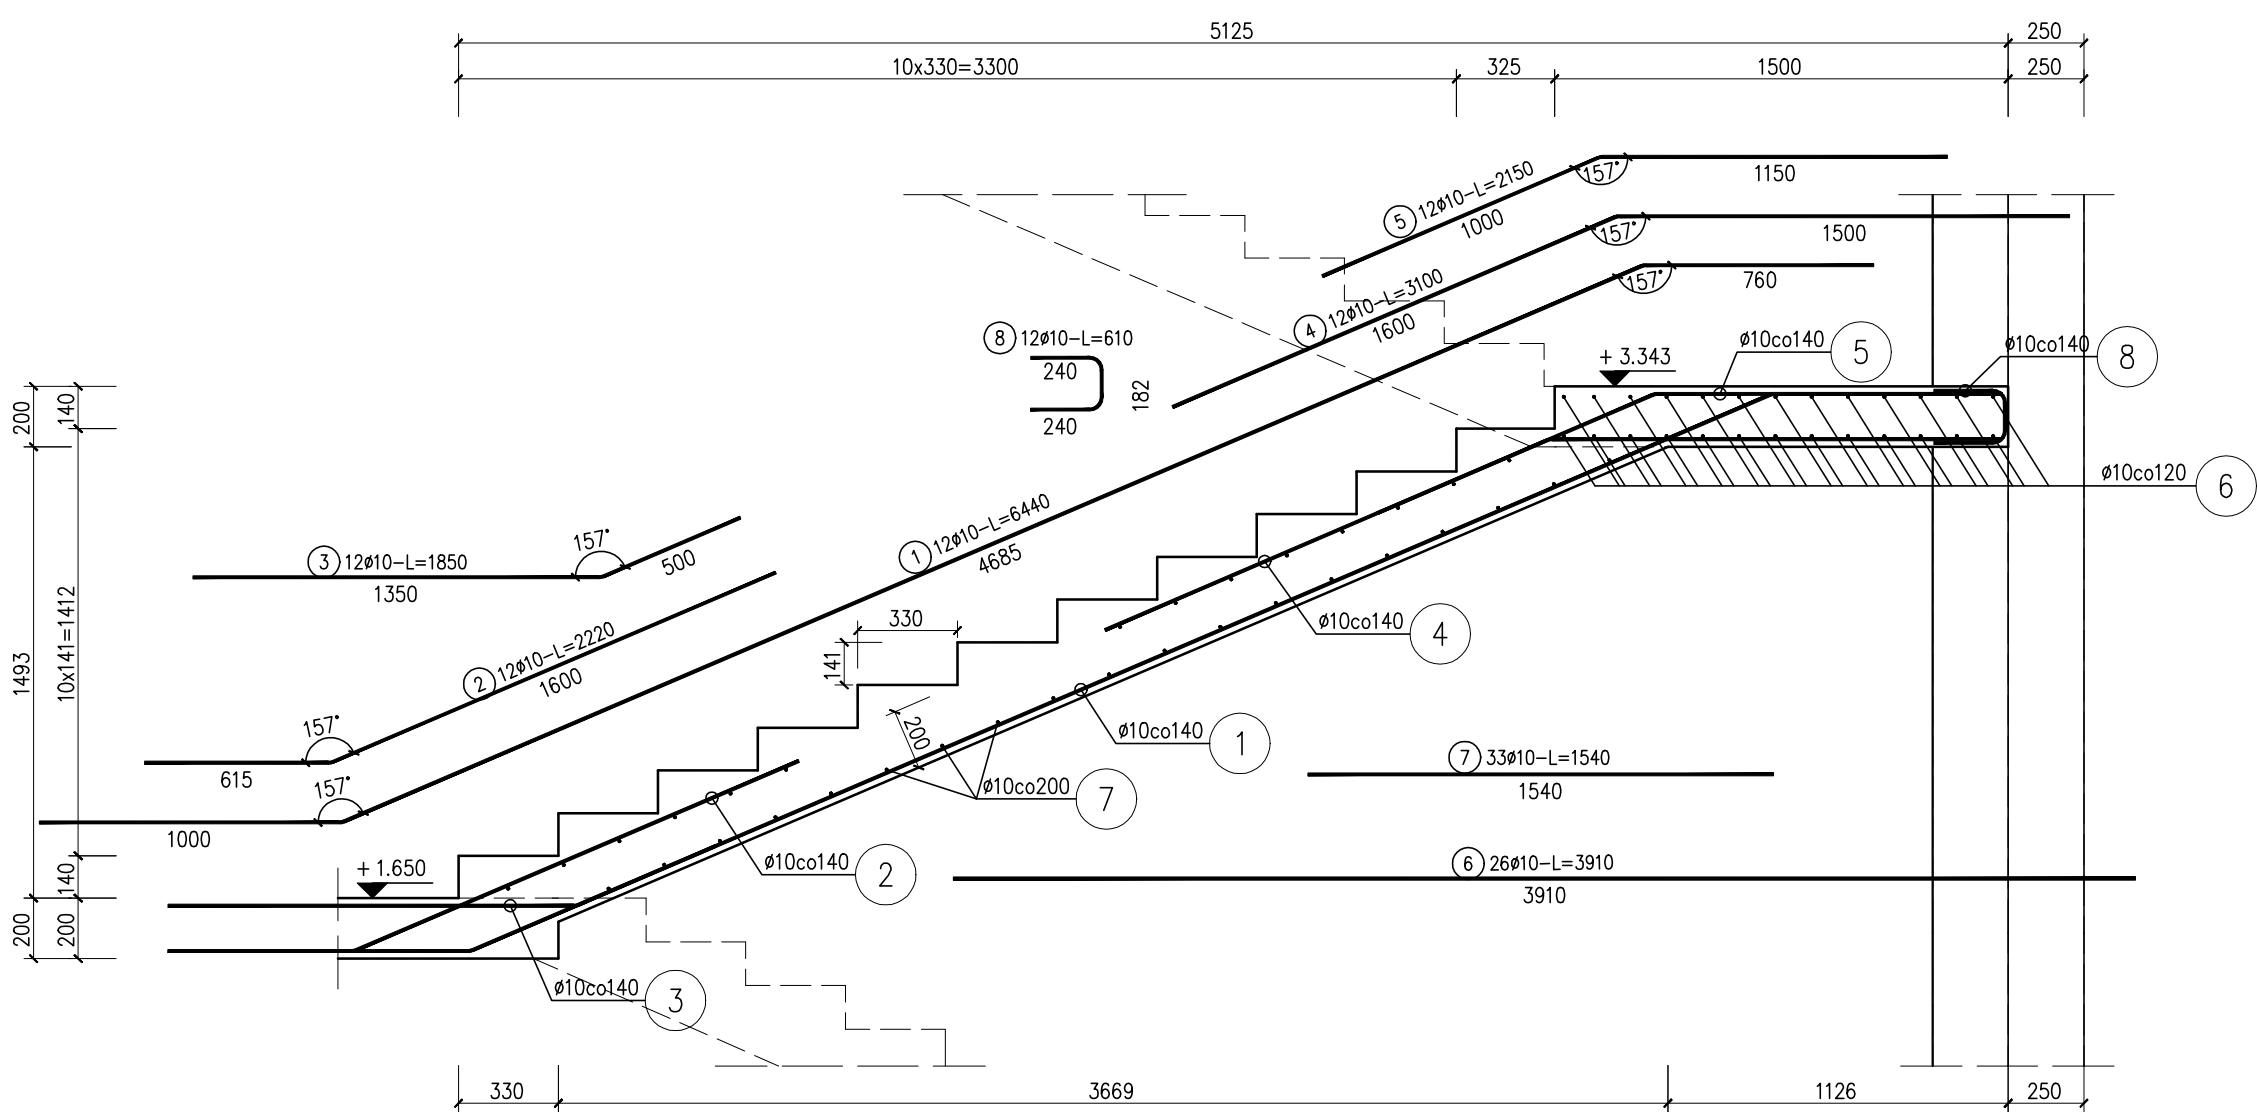 5125
250
10x330=3300
325
1500
250
5 12ø10-L=2150
1000
157°
1150
4 12ø10-L=3100
1600
157°
1500
157°
760
8 12ø10-L=610
240
182
240
+ 3.343
ø10co140 5
ø10co140 8
ø10co120 6
200
140
1493
10x141=1412
140
200
200
3 12ø10-L=1850
1350
157°
500
1 12ø10-L=6440
4685
2 12ø10-L=2220
1600
157°
615
157°
1000
330
141
200
ø10co140 4
ø10co140 1
ø10co200 7
ø10co140 2
7 33ø10-L=1540
1540
6 26ø10-L=3910
3910
+ 1.650
ø10co140 3
330
3669
1126
250